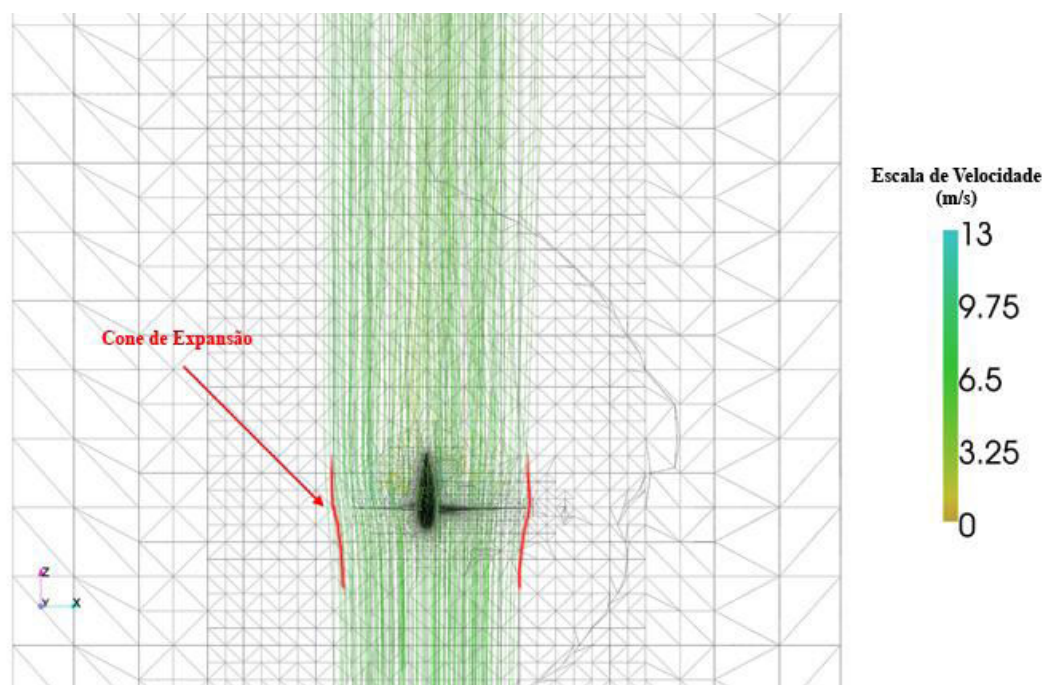 Escala de Velocidade
(m/s)
13
9.75
6.5
3.25
0
Cone de Expansão
Z
Y
X